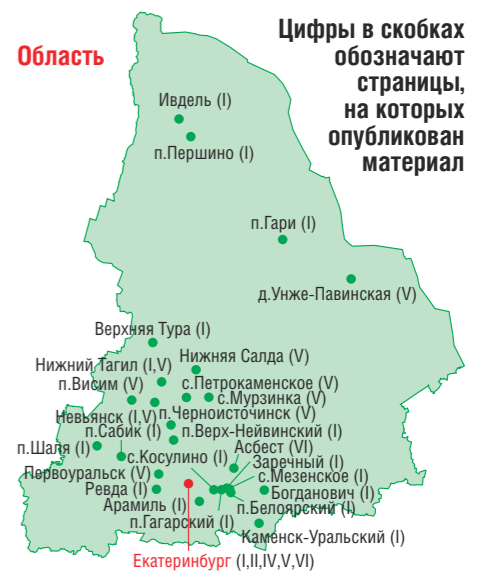 Область
Цифры в скобках
обозначают
страницы,
на которых
опубликован
материал
Ивдель (I)
п.Першино (I)
п.Гари (I)
д.Унже-Павинская (V)
Верхняя Тура (I)
Нижняя Салда (V)
Нижний Тагил (I,V)
п.Висим (V)
с.Петрокаменское (V)
с.Мурзинка (V)
Невьянск (I,V)
п.Черноисточинск (V)
п.Сабик (I)
п.Верх-Нейвинский (I)
п.Шаля (I)
с.Косулино (I)
Асбест (VI)
Заречный (I)
Первоуральск (V)
с.Мезенское (I)
Ревда (I)
Богданович (I)
Арамиль (I)
п.Белоярский (I)
п.Гагарский (I)
Каменск-Уральский (I)
Екатеринбург (I,II,IV,V,VI)